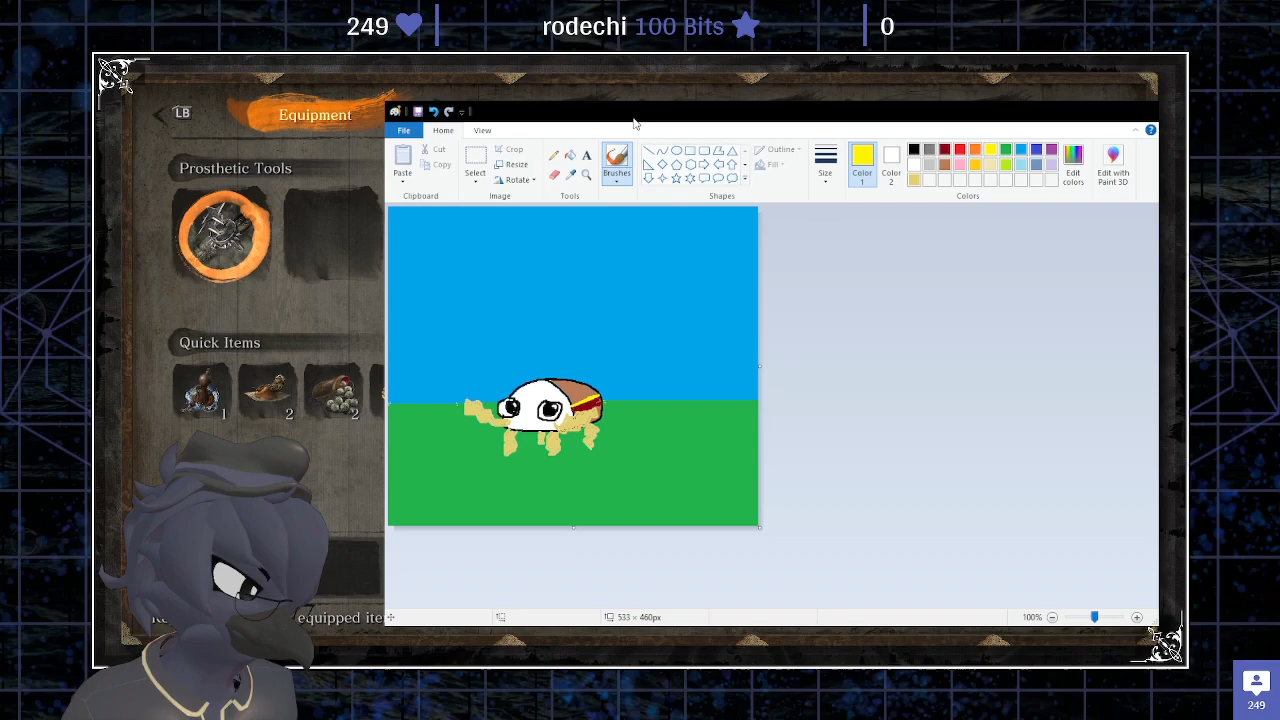 249
rodechi 100 Bits
0
LB
Equipment
Prosthetic Tools
Quick Items
1
2
2
equipped ite
File
Home
View
Paste
Cut
Copy
Clipboard
Select
Crop
Resize
Rotate
Image
A
Tools
Brushes
Outline
Fill
Shapes
Size
Color
1
Color
2
Edit
colors
Edit with
Paint 3D
Colors
?
533 × 460px
100%
249